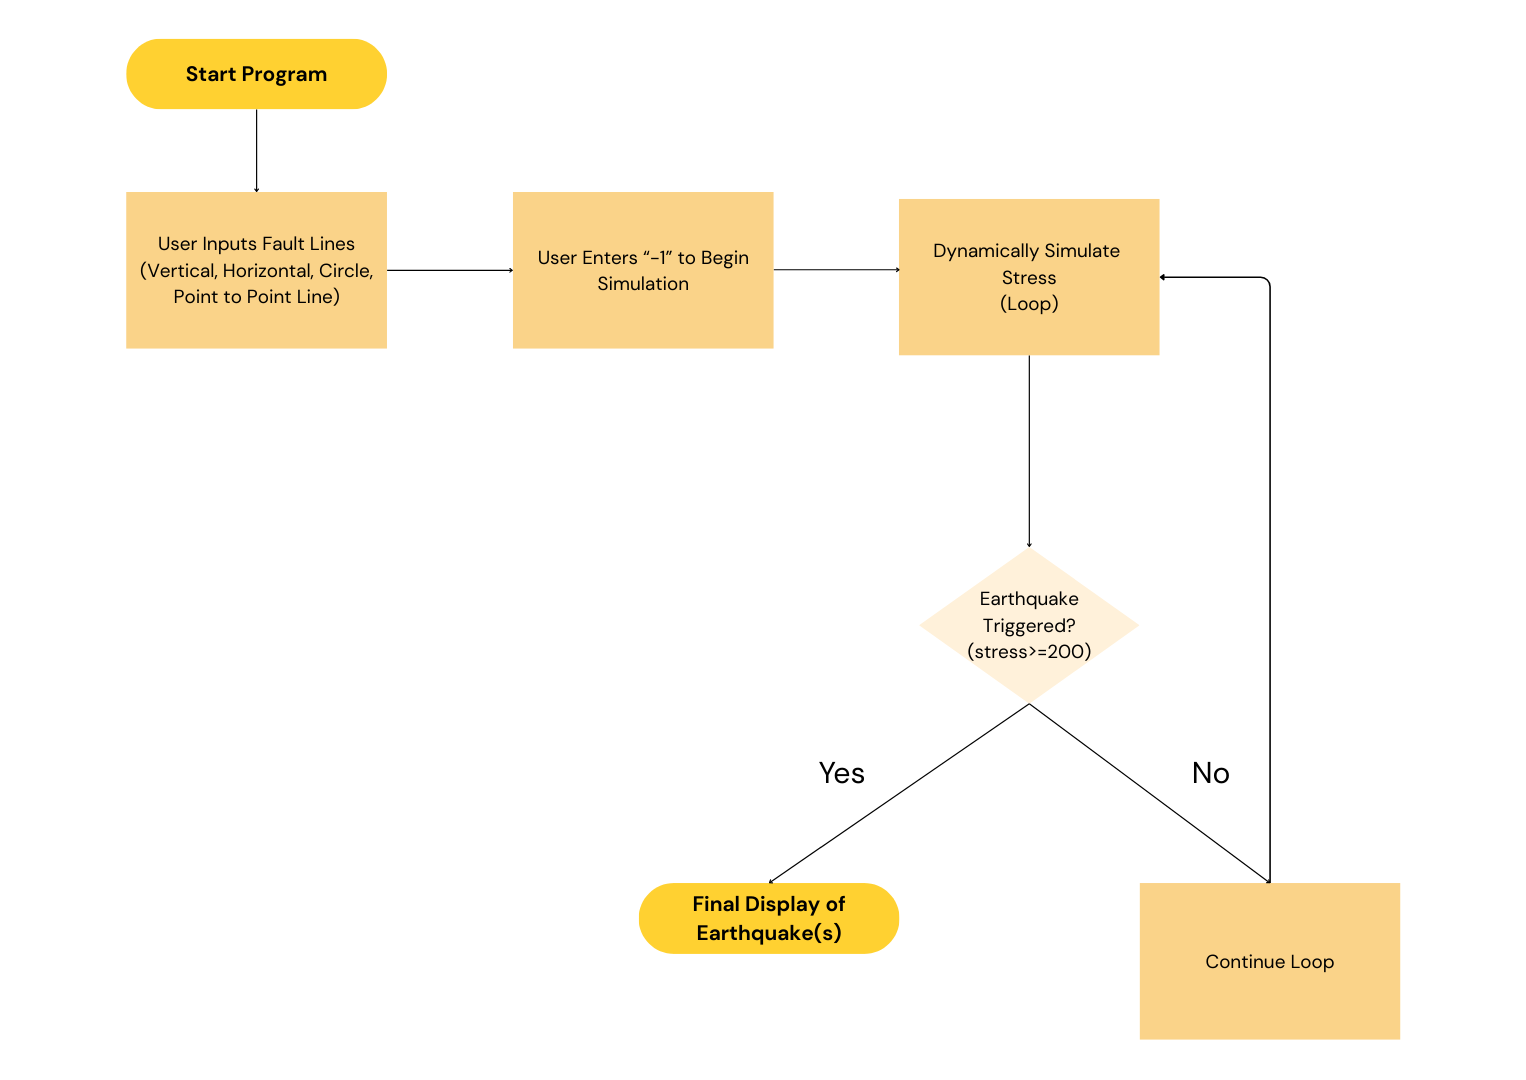 Start Program
User Inputs Fault Lines
(Vertical, Horizontal, Circle,
Point to Point Line)
User Enters “-1” to Begin
Simulation
Dynamically Simulate
Stress
(Loop)
Earthquake
Triggered?
(stress>=200)
Yes
No
Final Display of
Earthquake(s)
Continue Loop